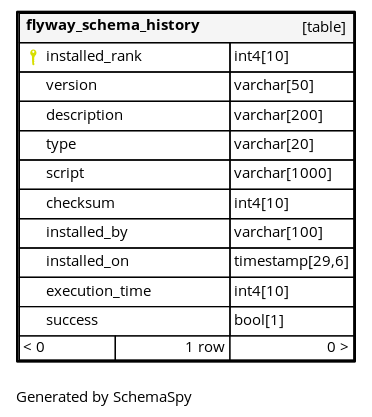 flyway_schema_history [table]
installed_rank int4[10]
version varchar[50]
description varchar[200]
type varchar[20]
script varchar[1000]
checksum int4[10]
installed_by varchar[100]
installed_on timestamp[29,6]
execution_time int4[10]
success bool[1]
< 0 1 row 0 >
Generated by SchemaSpy